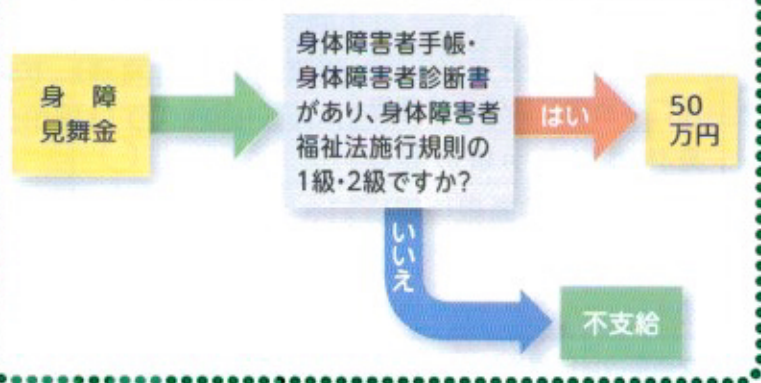 身 障
見舞金
身体障害者手帳・
身体障害者診断書
があり、身体障害者
福祉法施行規則の
1級・2級ですか?
はい
50
万円
いいえ
不支給